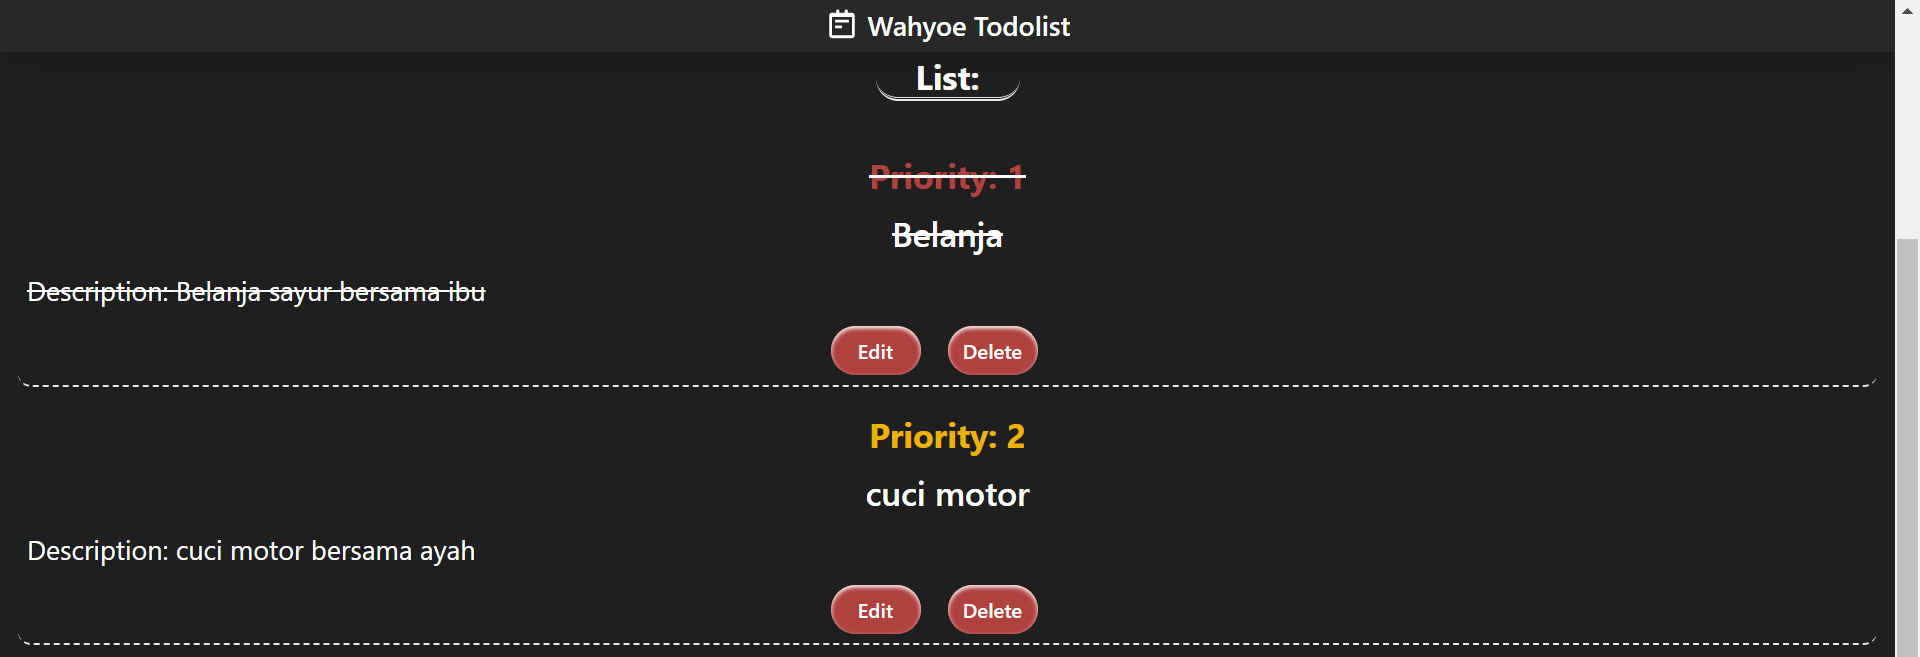 Wahyoe Todolist
List:
Priority: 1
Belanja
Description: Belanja sayur bersama ibu
Edit Delete
Priority: 2
cuci motor
Description: cuci motor bersama ayah
Edit Delete